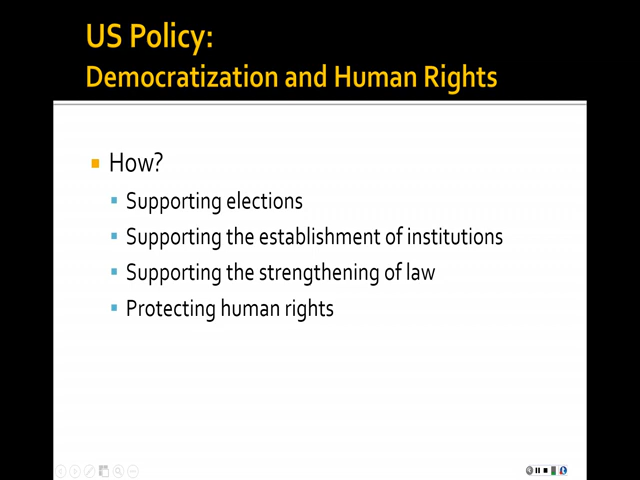 US Policy:
Democratization and Human Rights
How?
Supporting elections
Supporting the establishment of institutions
Supporting the strengthening of law
Protecting human rights